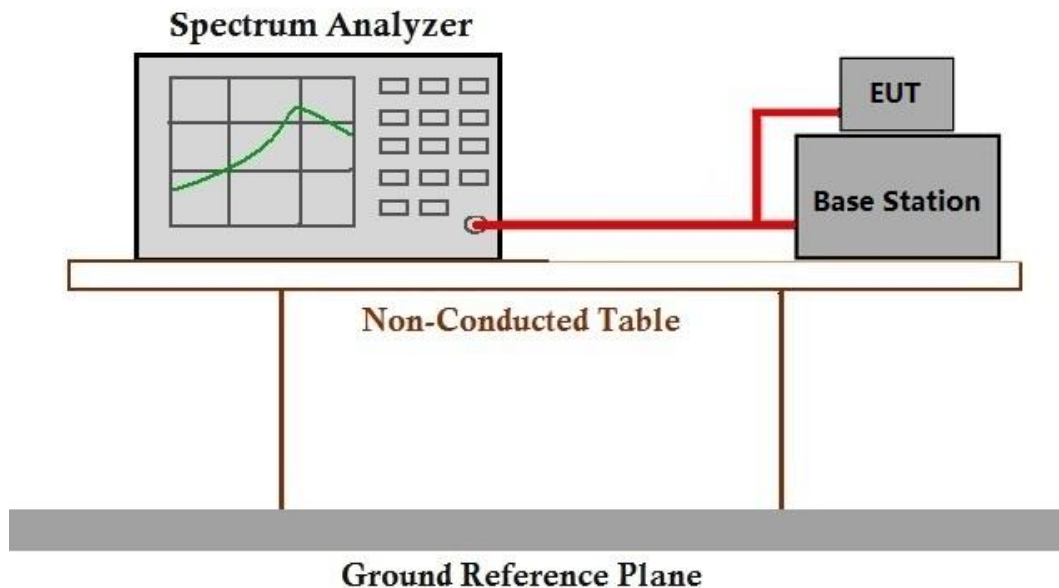 Spectrum Analyzer
EUT
Base Station
Non-Conducted Table
Ground Reference Plane